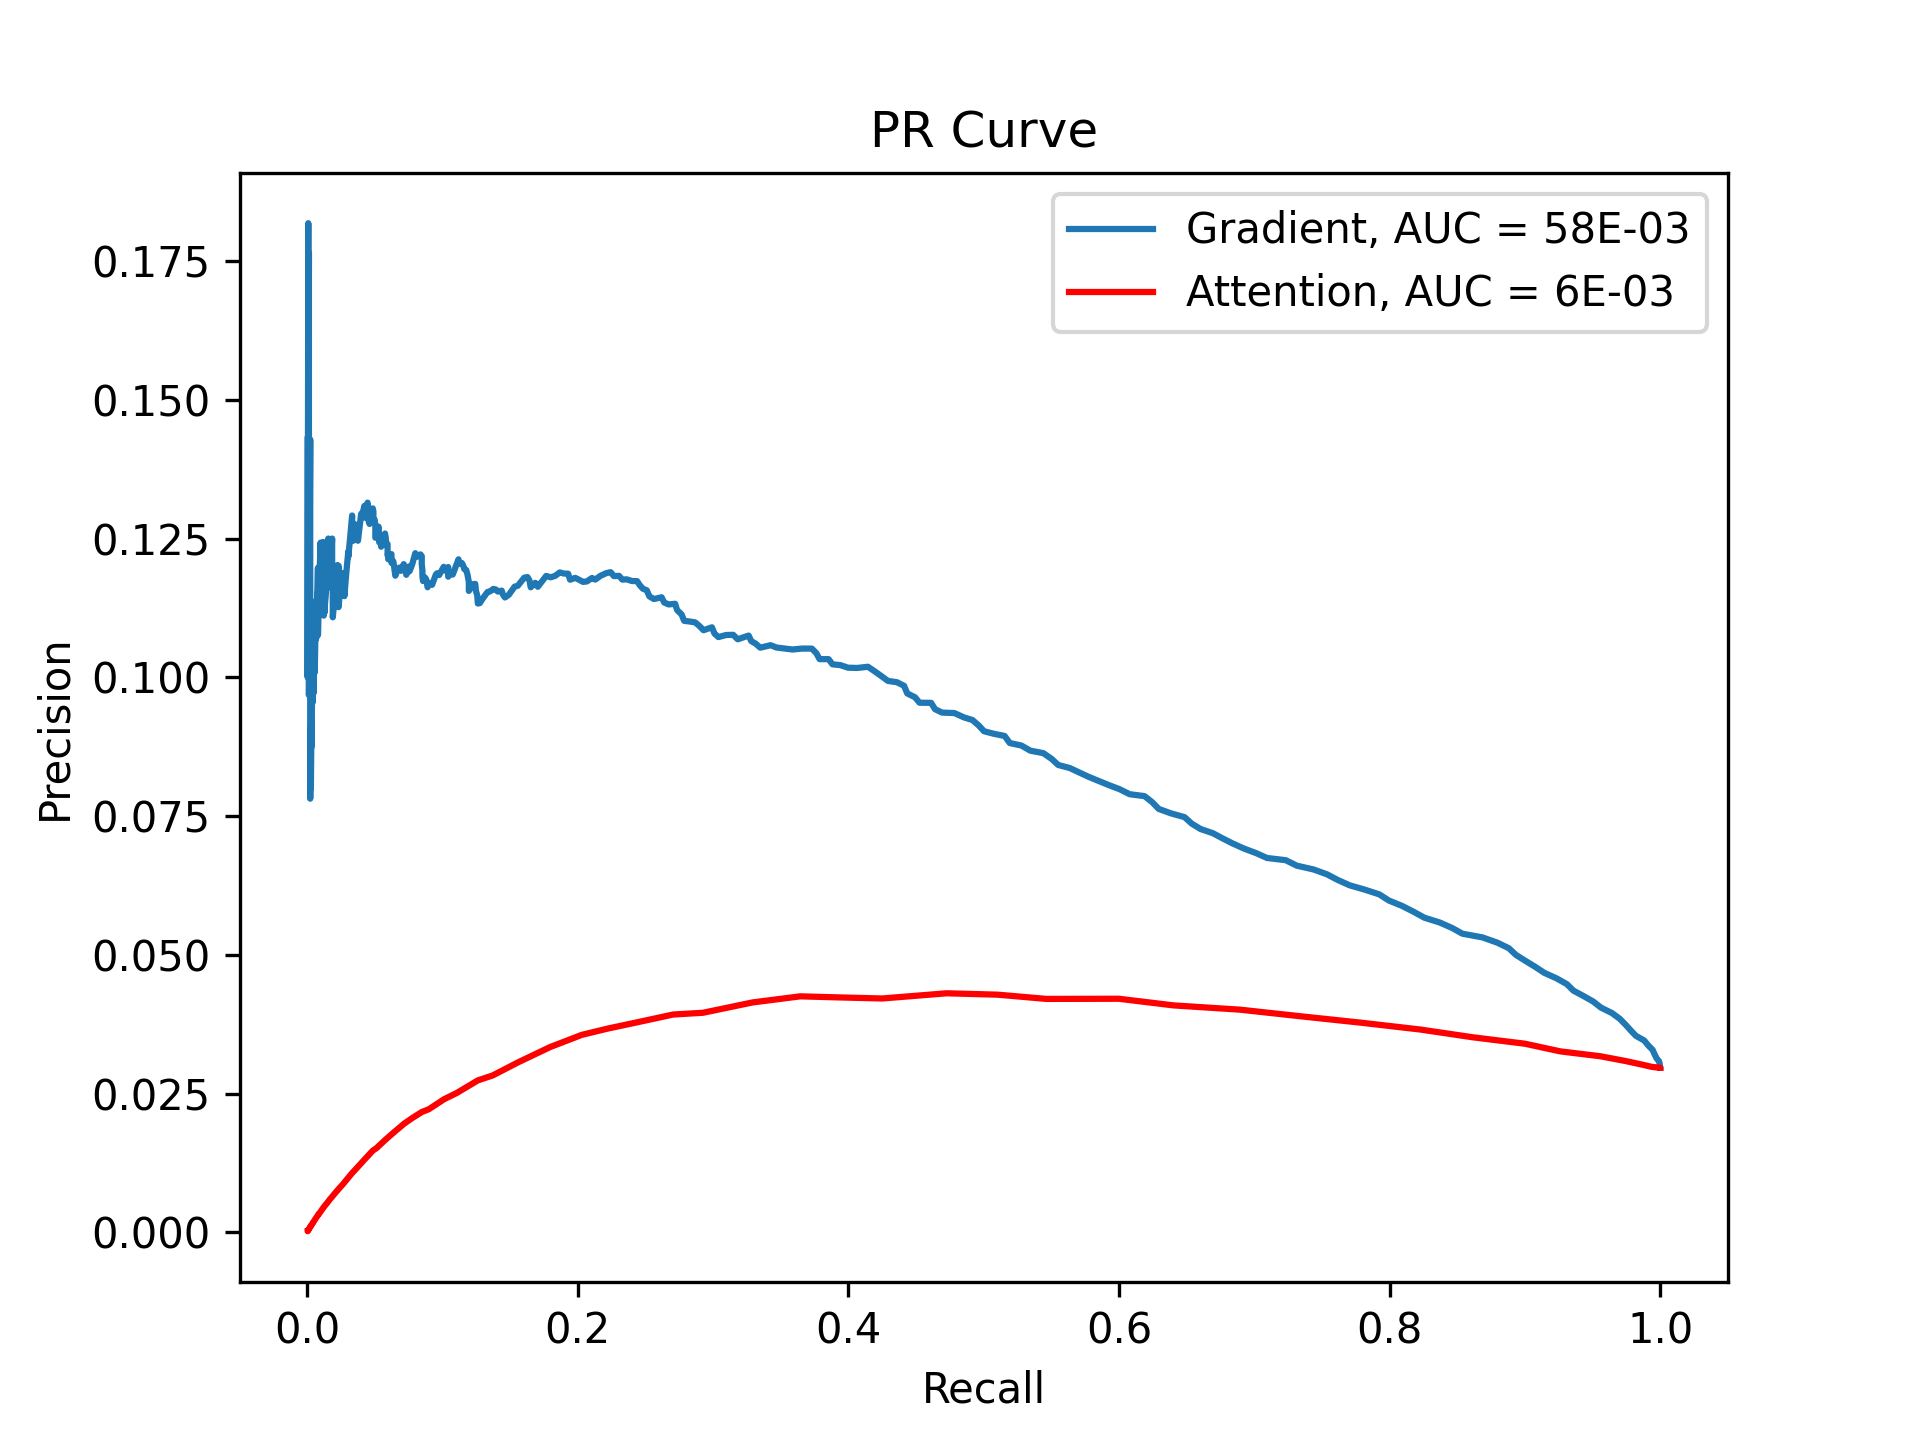 PR Curve
Gradient, AUC = 58E-03
Attention, AUC = 6E-03
0.175
0.150
0.125
0.100
0.075
0.050
0.025
0.000
Precision
0.0 0.2 0.4 0.6 0.8 1.0
Recall